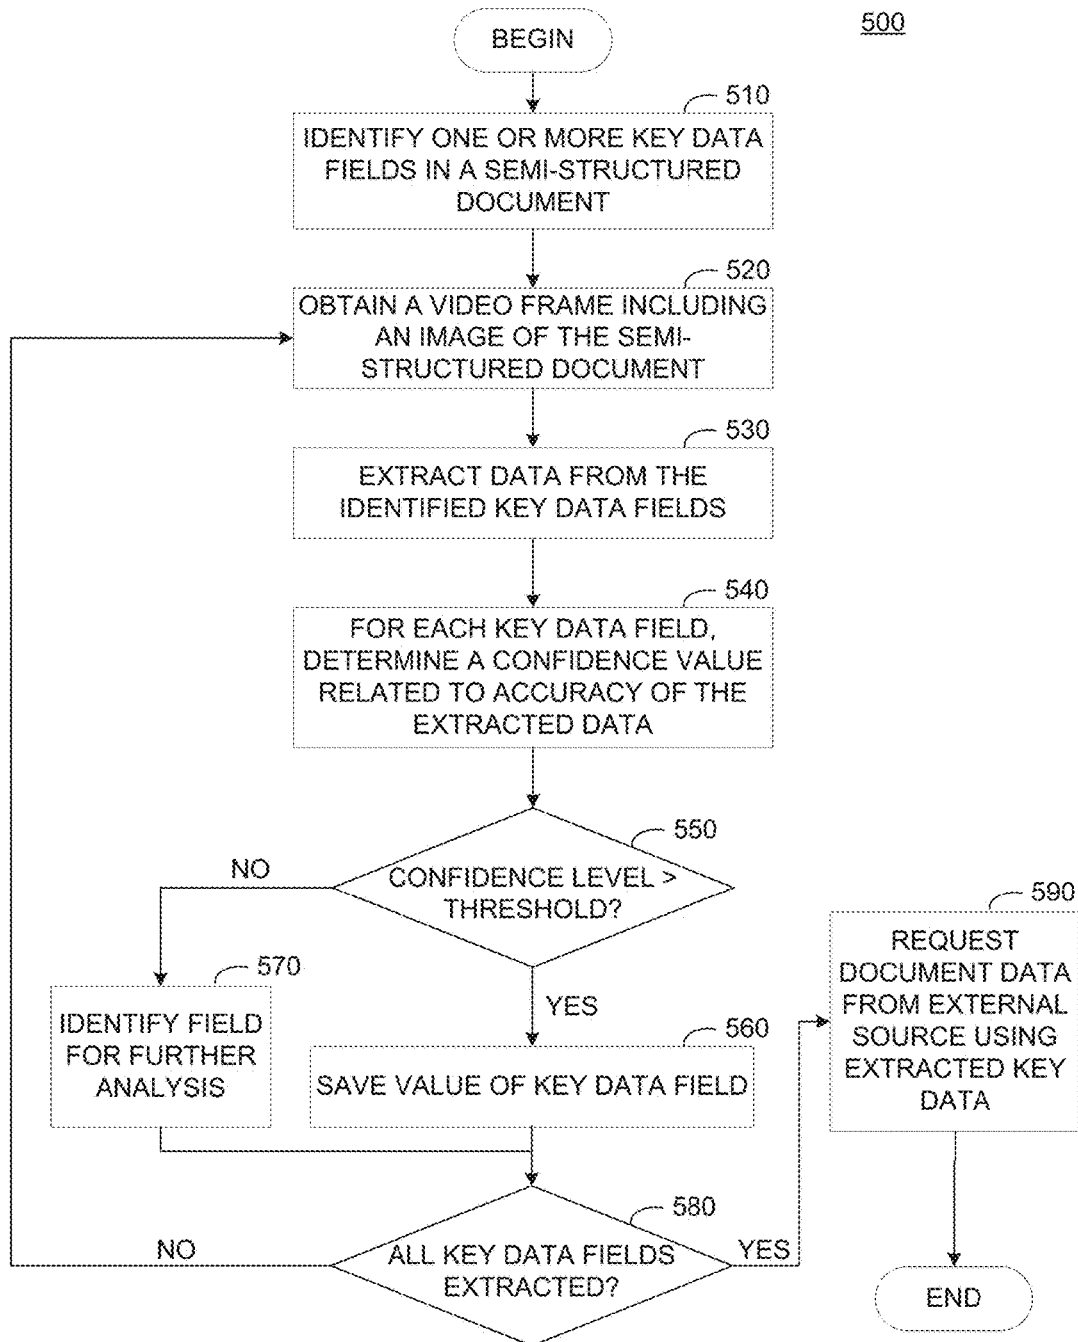 500
BEGIN
510
IDENTIFY ONE OR MORE KEY DATA
FIELDS IN A SEMI-STRUCTURED
DOCUMENT
520
OBTAIN A VIDEO FRAME INCLUDING
AN IMAGE OF THE SEMI-
STRUCTURED DOCUMENT
530
EXTRACT DATA FROM THE
IDENTIFIED KEY DATA FIELDS
540
FOR EACH KEY DATA FIELD,
DETERMINE A CONFIDENCE VALUE
RELATED TO ACCURACY OF THE
EXTRACTED DATA
550
CONFIDENCE LEVEL >
THRESHOLD?
NO
YES
570
IDENTIFY FIELD
FOR FURTHER
ANALYSIS
560
SAVE VALUE OF KEY DATA FIELD
580
ALL KEY DATA FIELDS
EXTRACTED?
NO
YES
590
REQUEST
DOCUMENT DATA
FROM EXTERNAL
SOURCE USING
EXTRACTED KEY
DATA
END